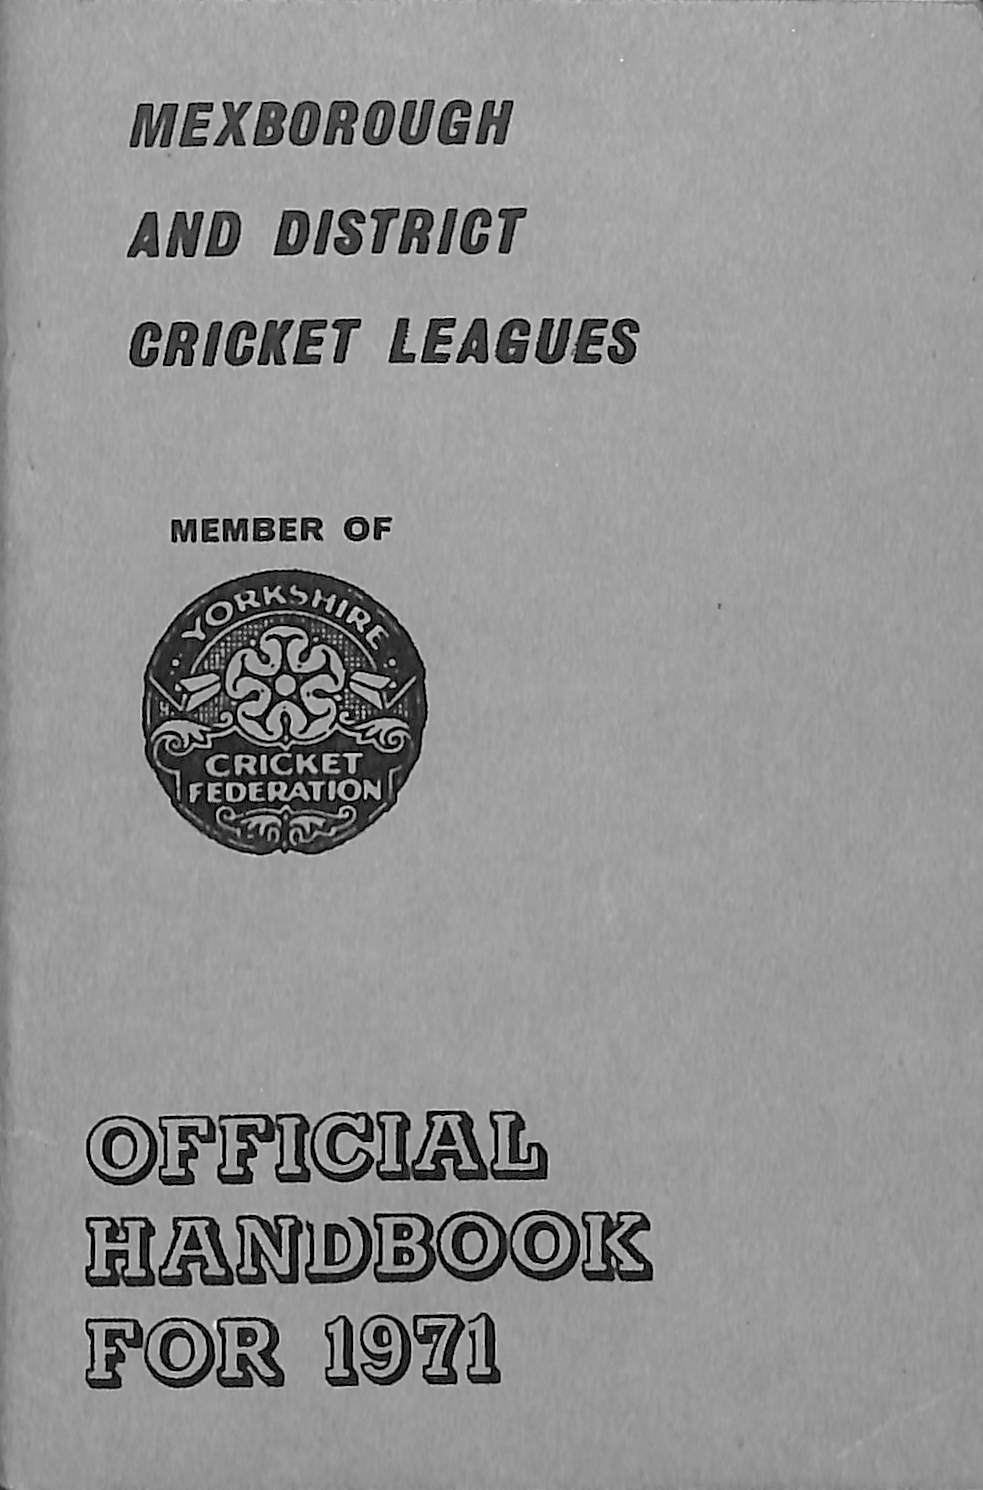 MEXBOROUGH
AND DISTRICT
CRICKET LEAGUES
MEMBER OF
YORKSHIRE
CRICKET
FEDERATION
OFFICIAL
HANDBOOK
FOR 1971